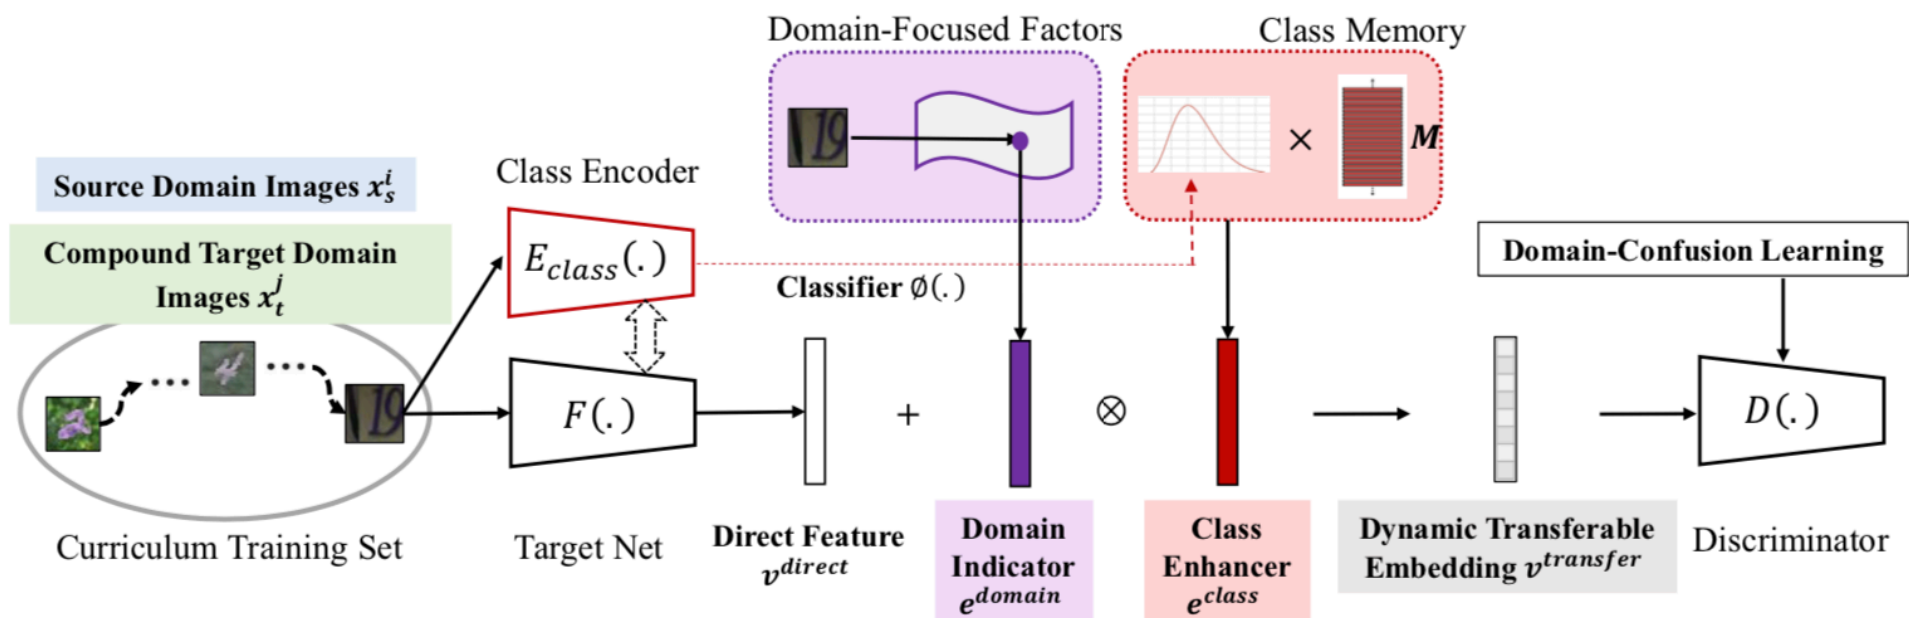 Domain-Focused Factors
Class Memory
19
× M
Source Domain Images x_s^i
Class Encoder
Compound Target Domain
Images x_t^j
E_class(.)
Classifier ∅(.)
Domain-Confusion Learning
19
F(.)
+
⊗
D(.)
Curriculum Training Set
Target Net
Direct Feature
v^direct
Domain
Indicator
e^domain
Class
Enhancer
e^class
Dynamic Transferable
Embedding v^transfer
Discriminator